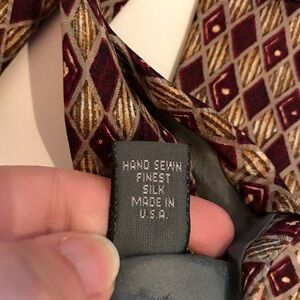 HAND SEWN
FINEST
SILK
MADE IN
U.S.A.